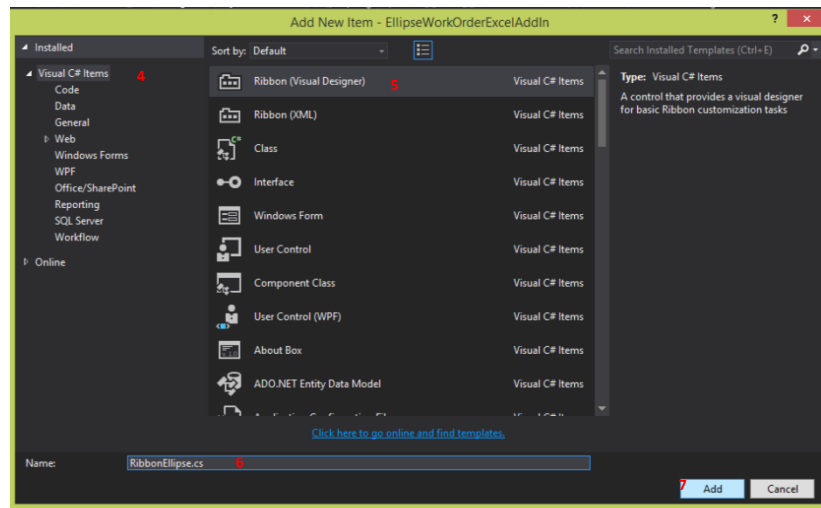 Add New Item - EllipseWorkOrderExcelAddIn
?
Installed
Sort by: Default
Search Installed Templates (Ctrl+E)
Visual C# Items 4
Code
Data
General
Web
Windows Forms
WPF
Office/SharePoint
Reporting
SQL Server
Workflow
Online
Ribbon (Visual Designer) 5 Visual C# Items
Ribbon (XML) Visual C# Items
Class Visual C# Items
Interface Visual C# Items
Windows Form Visual C# Items
User Control Visual C# Items
Component Class Visual C# Items
User Control (WPF) Visual C# Items
About Box Visual C# Items
ADO.NET Entity Data Model Visual C# Items
Type: Visual C# Items
A control that provides a visual designer
for basic Ribbon customization tasks
Click here to go online and find templates.
Name: RibbonEllipse.cs 6
7 Add Cancel